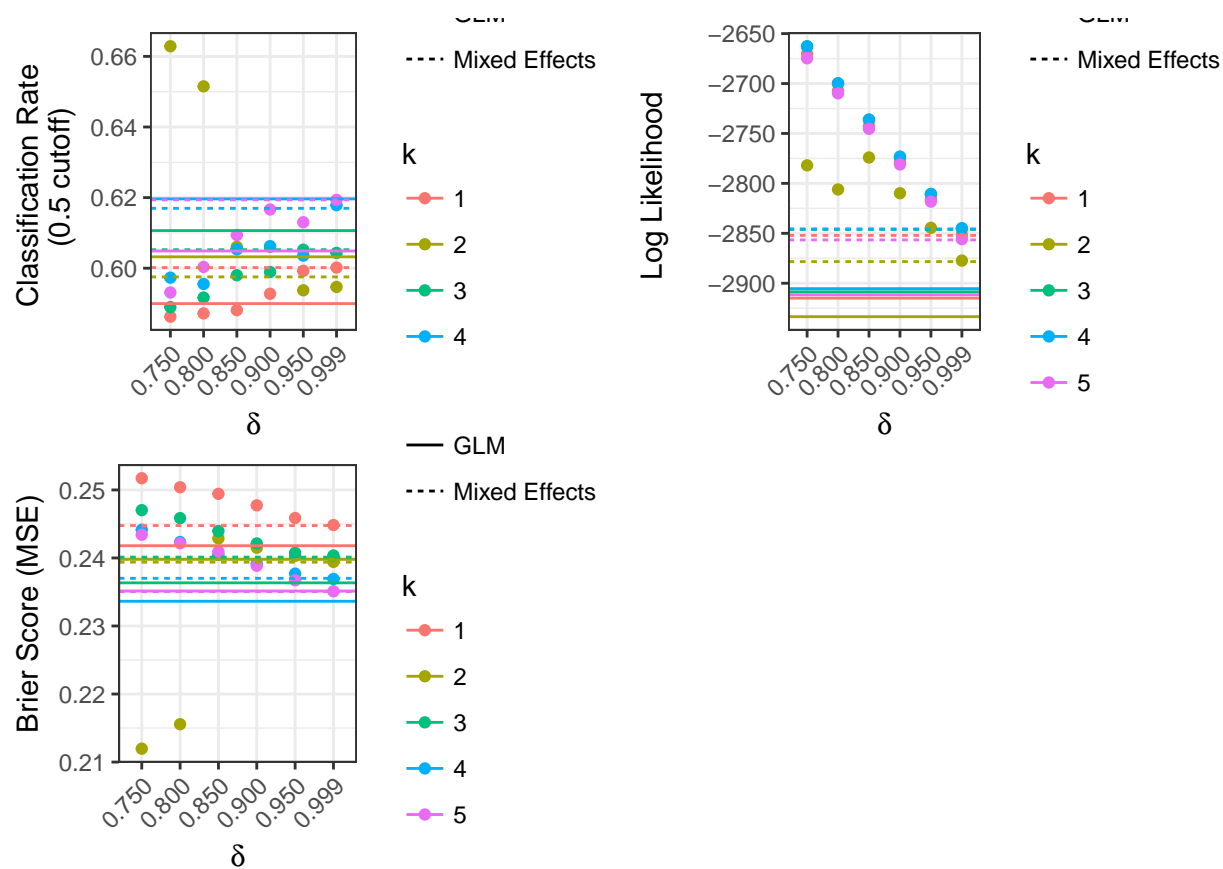 GLM
Mixed Effects
Classification Rate
(0.5 cutoff)
0.66
0.64
0.62
0.60
0.750
0.800
0.850
0.900
0.950
0.999
δ
k
1
2
3
4
GLM
Mixed Effects
Log Likelihood
−2650
−2700
−2750
−2800
−2850
−2900
0.750
0.800
0.850
0.900
0.950
0.999
δ
k
1
2
3
4
5
GLM
Mixed Effects
Brier Score (MSE)
0.25
0.24
0.23
0.22
0.21
0.750
0.800
0.850
0.900
0.950
0.999
δ
k
1
2
3
4
5